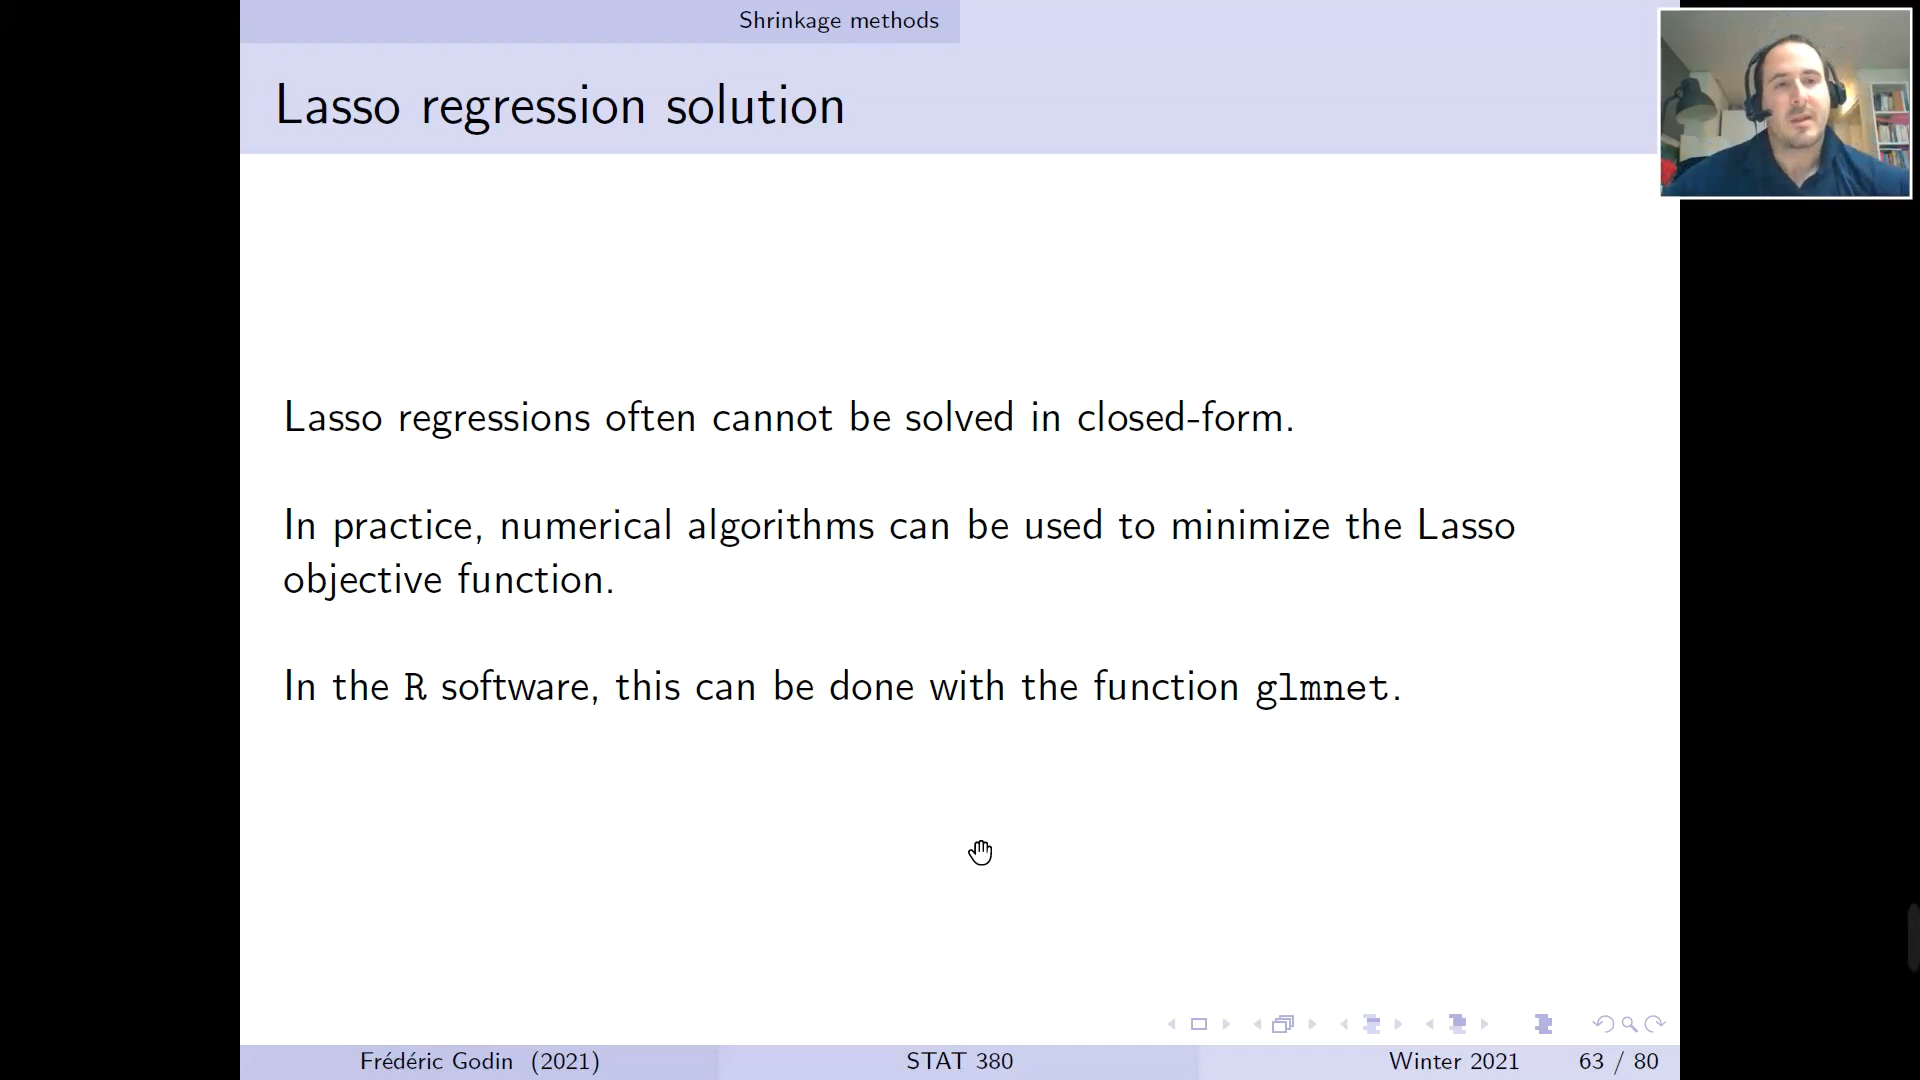 Shrinkage methods
Lasso regression solution
Lasso regressions often cannot be solved in closed-form.
In practice, numerical algorithms can be used to minimize the Lasso
objective function.
In the R software, this can be done with the function glmnet.
Frédéric Godin (2021)
STAT 380
Winter 2021
63 / 80